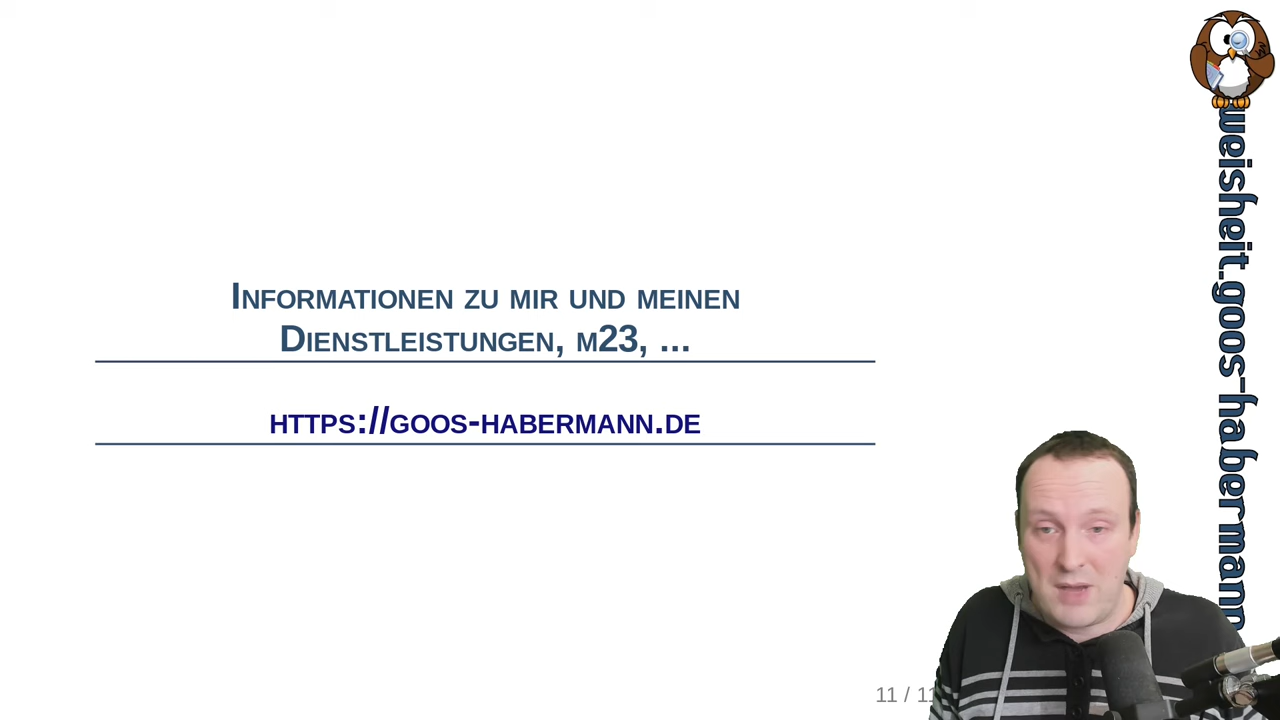 Informationen zu mir und meinen
Dienstleistungen, m23, ...
https://goos-habermann.de
weisheit.goos-habermann
11 / 11